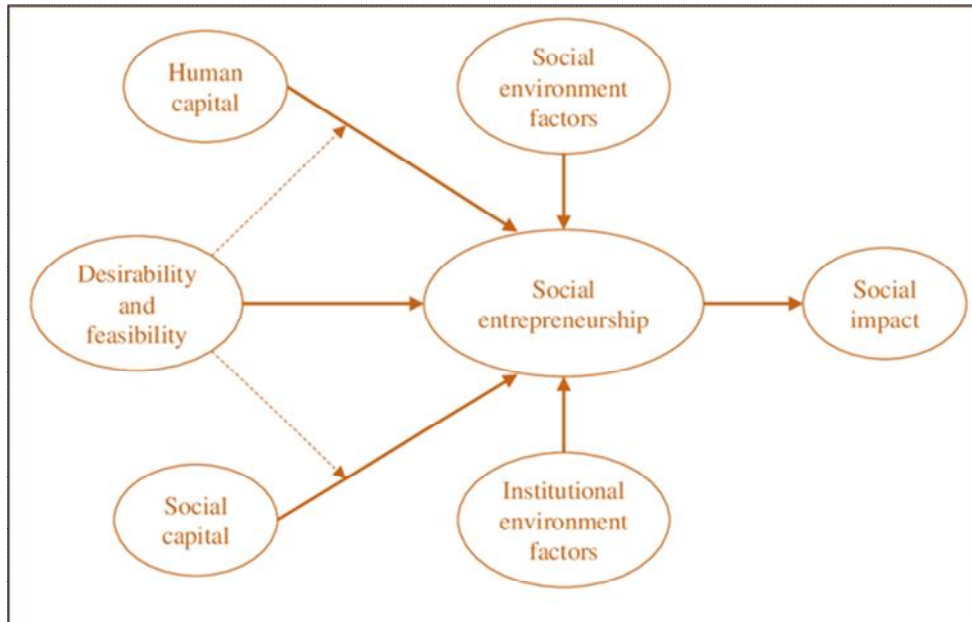 Human
capital
Social
environment
factors
Desirability
and
feasibility
Social
entrepreneurship
Social
impact
Social
capital
Institutional
environment
factors